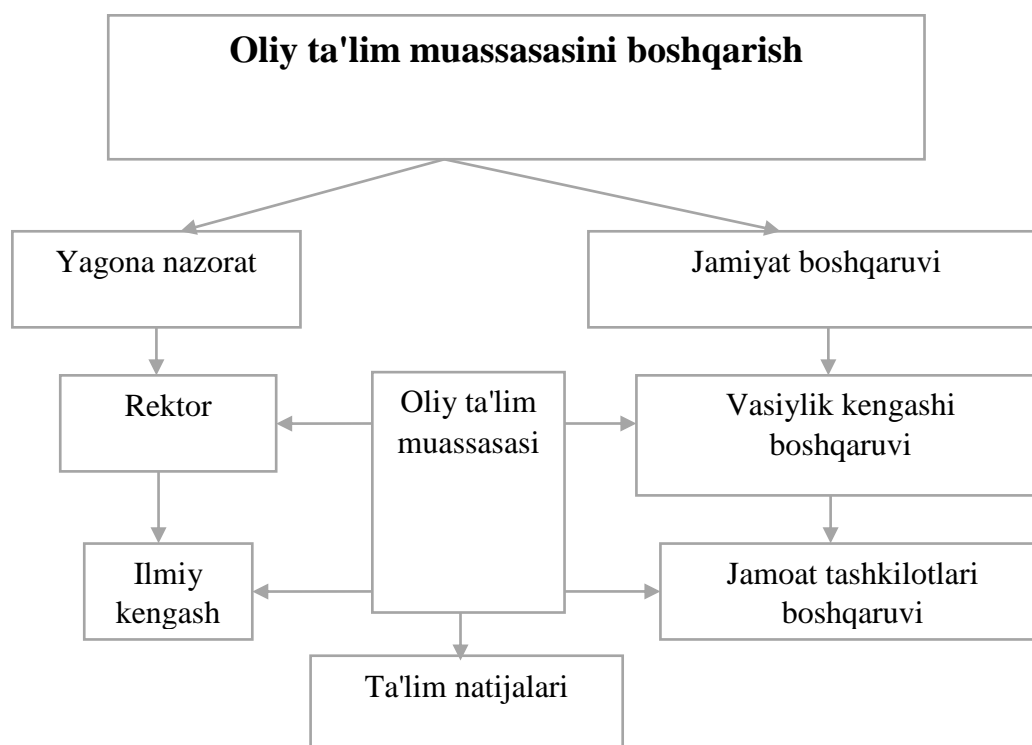 Oliy ta'lim muassasasini boshqarish
Yagona nazorat
Jamiyat boshqaruvi
Rektor
Oliy ta'lim
muassasasi
Vasiylik kengashi
boshqaruvi
Ilmiy
kengash
Jamoat tashkilotlari
boshqaruvi
Ta'lim natijalari